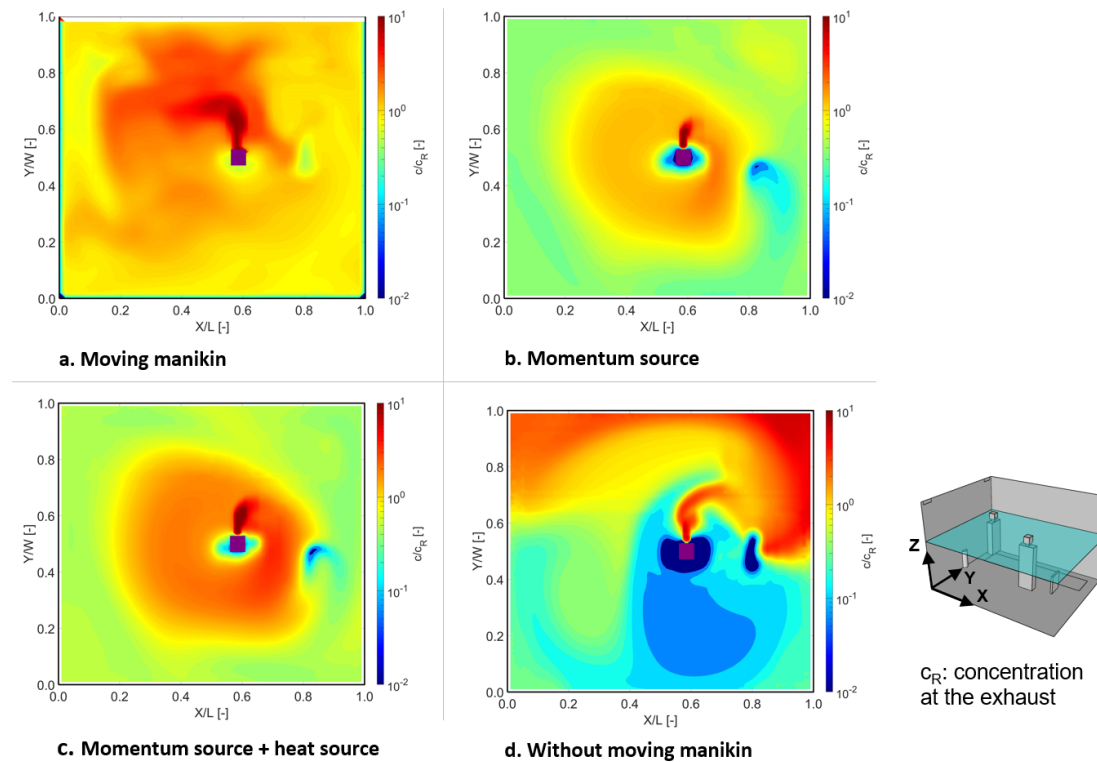 1.0
0.8
0.6
0.4
0.2
0.0
Y/W [-]
0.0 0.2 0.4 0.6 0.8 1.0
X/L [-]
10^1
10^0
10^-1
10^-2
c/c_R [-]
a. Moving manikin
1.0
0.8
0.6
0.4
0.2
0.0
Y/W [-]
0.0 0.2 0.4 0.6 0.8 1.0
X/L [-]
10^1
10^0
10^-1
10^-2
c/c_R [-]
b. Momentum source
1.0
0.8
0.6
0.4
0.2
0.0
Y/W [-]
0.0 0.2 0.4 0.6 0.8 1.0
X/L [-]
10^1
10^0
10^-1
10^-2
c/c_R [-]
c. Momentum source + heat source
1.0
0.8
0.6
0.4
0.2
0.0
Y/W [-]
0.0 0.2 0.4 0.6 0.8 1.0
X/L [-]
10^1
10^0
10^-1
10^-2
c/c_R [-]
d. Without moving manikin
Z
Y
X
c_R: concentration
at the exhaust